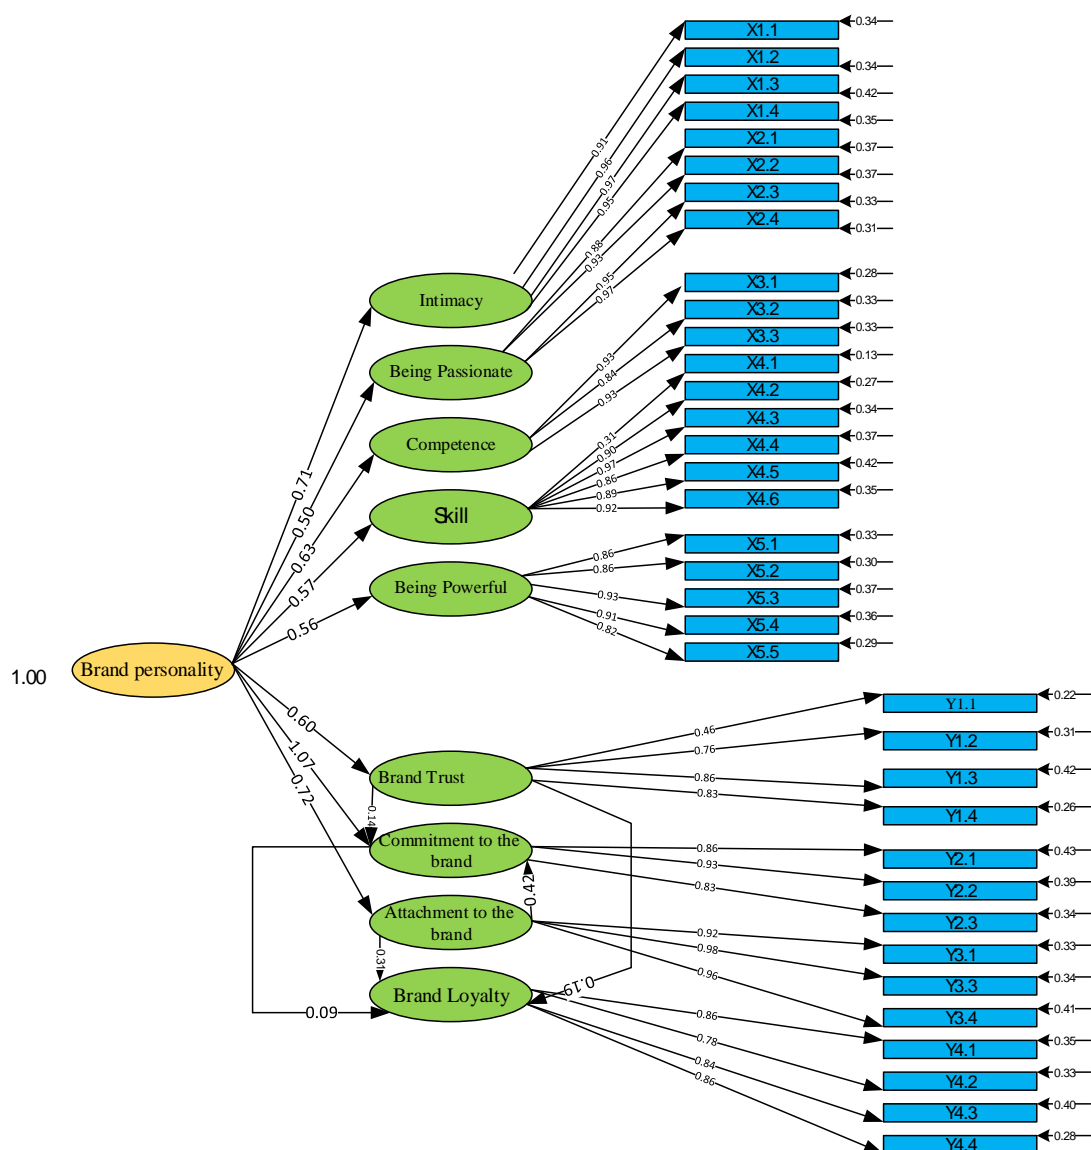 X1.1
0.34
X1.2
0.34
X1.3
0.42
X1.4
0.35
X2.1
0.37
X2.2
0.37
X2.3
0.33
X2.4
0.31
0.91
0.96
0.97
0.95
0.88
0.93
0.95
0.97
Intimacy
Being Passionate
Competence
Skill
Being Powerful
X3.1
0.28
X3.2
0.33
X3.3
0.33
X4.1
0.13
X4.2
0.27
X4.3
0.34
X4.4
0.37
X4.5
0.42
X4.6
0.35
0.93
0.84
0.93
0.31
0.90
0.97
0.86
0.89
0.92
X5.1
0.33
X5.2
0.30
X5.3
0.37
X5.4
0.36
X5.5
0.29
0.86
0.86
0.93
0.91
0.82
0.71
0.50
0.63
0.57
0.56
1.00
Brand personality
0.60
1.07
0.72
Brand Trust
0.14
Commitment to the
brand
0.42
Attachment to the
brand
0.31
Brand Loyalty
0.09
0.19
0.46
0.76
0.86
0.83
0.86
0.93
0.83
0.92
0.98
0.96
0.86
0.78
0.84
0.86
Y1.1
0.22
Y1.2
0.31
Y1.3
0.42
Y1.4
0.26
Y2.1
0.43
Y2.2
0.39
Y2.3
0.34
Y3.1
0.33
Y3.3
0.34
Y3.4
0.41
Y4.1
0.35
Y4.2
0.33
Y4.3
0.40
Y4.4
0.28